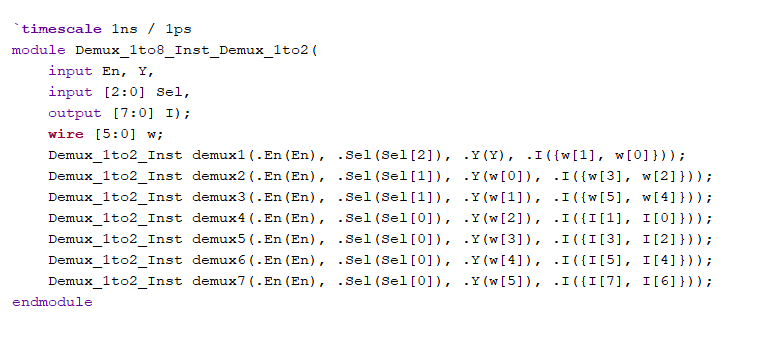 `timescale 1ns / 1ps
module Demux_1to8_Inst_Demux_1to2(
    input En, Y,
    input [2:0] Sel,
    output [7:0] I);
    wire [5:0] w;
    Demux_1to2_Inst demux1(.En(En), .Sel(Sel[2]), .Y(Y), .I({w[1], w[0]}));
    Demux_1to2_Inst demux2(.En(En), .Sel(Sel[1]), .Y(w[0]), .I({w[3], w[2]}));
    Demux_1to2_Inst demux3(.En(En), .Sel(Sel[1]), .Y(w[1]), .I({w[5], w[4]}));
    Demux_1to2_Inst demux4(.En(En), .Sel(Sel[0]), .Y(w[2]), .I({I[1], I[0]}));
    Demux_1to2_Inst demux5(.En(En), .Sel(Sel[0]), .Y(w[3]), .I({I[3], I[2]}));
    Demux_1to2_Inst demux6(.En(En), .Sel(Sel[0]), .Y(w[4]), .I({I[5], I[4]}));
    Demux_1to2_Inst demux7(.En(En), .Sel(Sel[0]), .Y(w[5]), .I({I[7], I[6]}));
endmodule